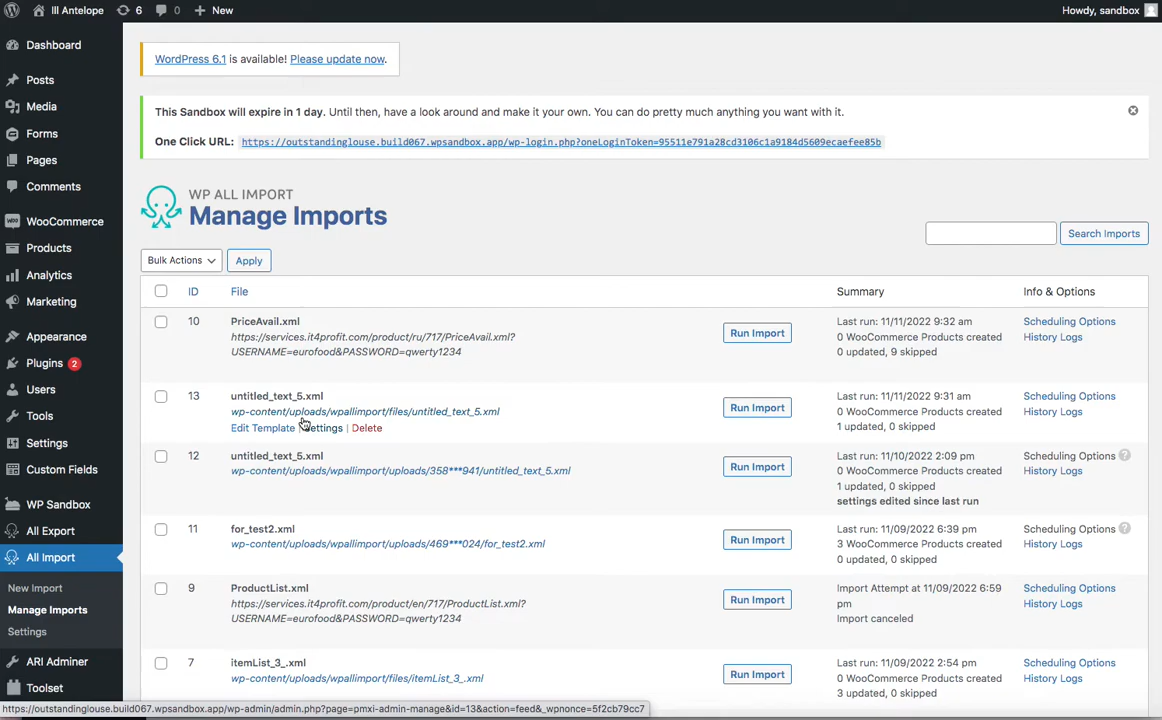 Ill Antelope
6
0
New
Howdy, sandbox
Dashboard
Posts
Media
Forms
Pages
Comments
WooCommerce
Products
Analytics
Marketing
Appearance
Plugins 2
Users
Tools
Settings
Custom Fields
WP Sandbox
All Export
All Import
New Import
Manage Imports
Settings
ARI Adminer
Toolset
WordPress 6.1 is available! Please update now.
This Sandbox will expire in 1 day. Until then, have a look around and make it your own. You can do pretty much anything you want with it.
One Click URL: https://outstandinglouse.build067.wpsandbox.app/wp-login.php?oneLoginToken=95511e791a28cd3106c1a9184d5609ecaefee85b
WP ALL IMPORT
Manage Imports
Search Imports
Bulk Actions
Apply
ID
File
Summary
Info & Options
10
PriceAvail.xml
https://services.it4profit.com/product/ru/717/PriceAvail.xml?
USERNAME=eurofood&PASSWORD=qwerty1234
Run Import
Last run: 11/11/2022 9:32 am
0 WooCommerce Products created
0 updated, 9 skipped
Scheduling Options
History Logs
13
untitled_text_5.xml
wp-content/uploads/wpallimport/files/untitled_text_5.xml
Edit Template Settings | Delete
Run Import
Last run: 11/11/2022 9:31 am
0 WooCommerce Products created
1 updated, 0 skipped
Scheduling Options
History Logs
12
untitled_text_5.xml
wp-content/uploads/wpallimport/uploads/358***941/untitled_text_5.xml
Run Import
Last run: 11/10/2022 2:09 pm
0 WooCommerce Products created
1 updated, 0 skipped
settings edited since last run
Scheduling Options ?
History Logs
11
for_test2.xml
wp-content/uploads/wpallimport/uploads/469***024/for_test2.xml
Run Import
Last run: 11/09/2022 6:39 pm
3 WooCommerce Products created
0 updated, 0 skipped
Scheduling Options ?
History Logs
9
ProductList.xml
https://services.it4profit.com/product/en/717/ProductList.xml?
USERNAME=eurofood&PASSWORD=qwerty1234
Run Import
Import Attempt at 11/09/2022 6:59
pm
Import canceled
Scheduling Options
History Logs
7
itemList_3_.xml
wp-content/uploads/wpallimport/files/itemList_3_.xml
Run Import
Last run: 11/09/2022 2:54 pm
0 WooCommerce Products created
3 updated, 0 skipped
Scheduling Options
History Logs
https://outstandinglouse.build067.wpsandbox.app/wp-admin/admin.php?page=pmxi-admin-manage&id=13&action=feed&_wpnonce=5f2cb79cc7